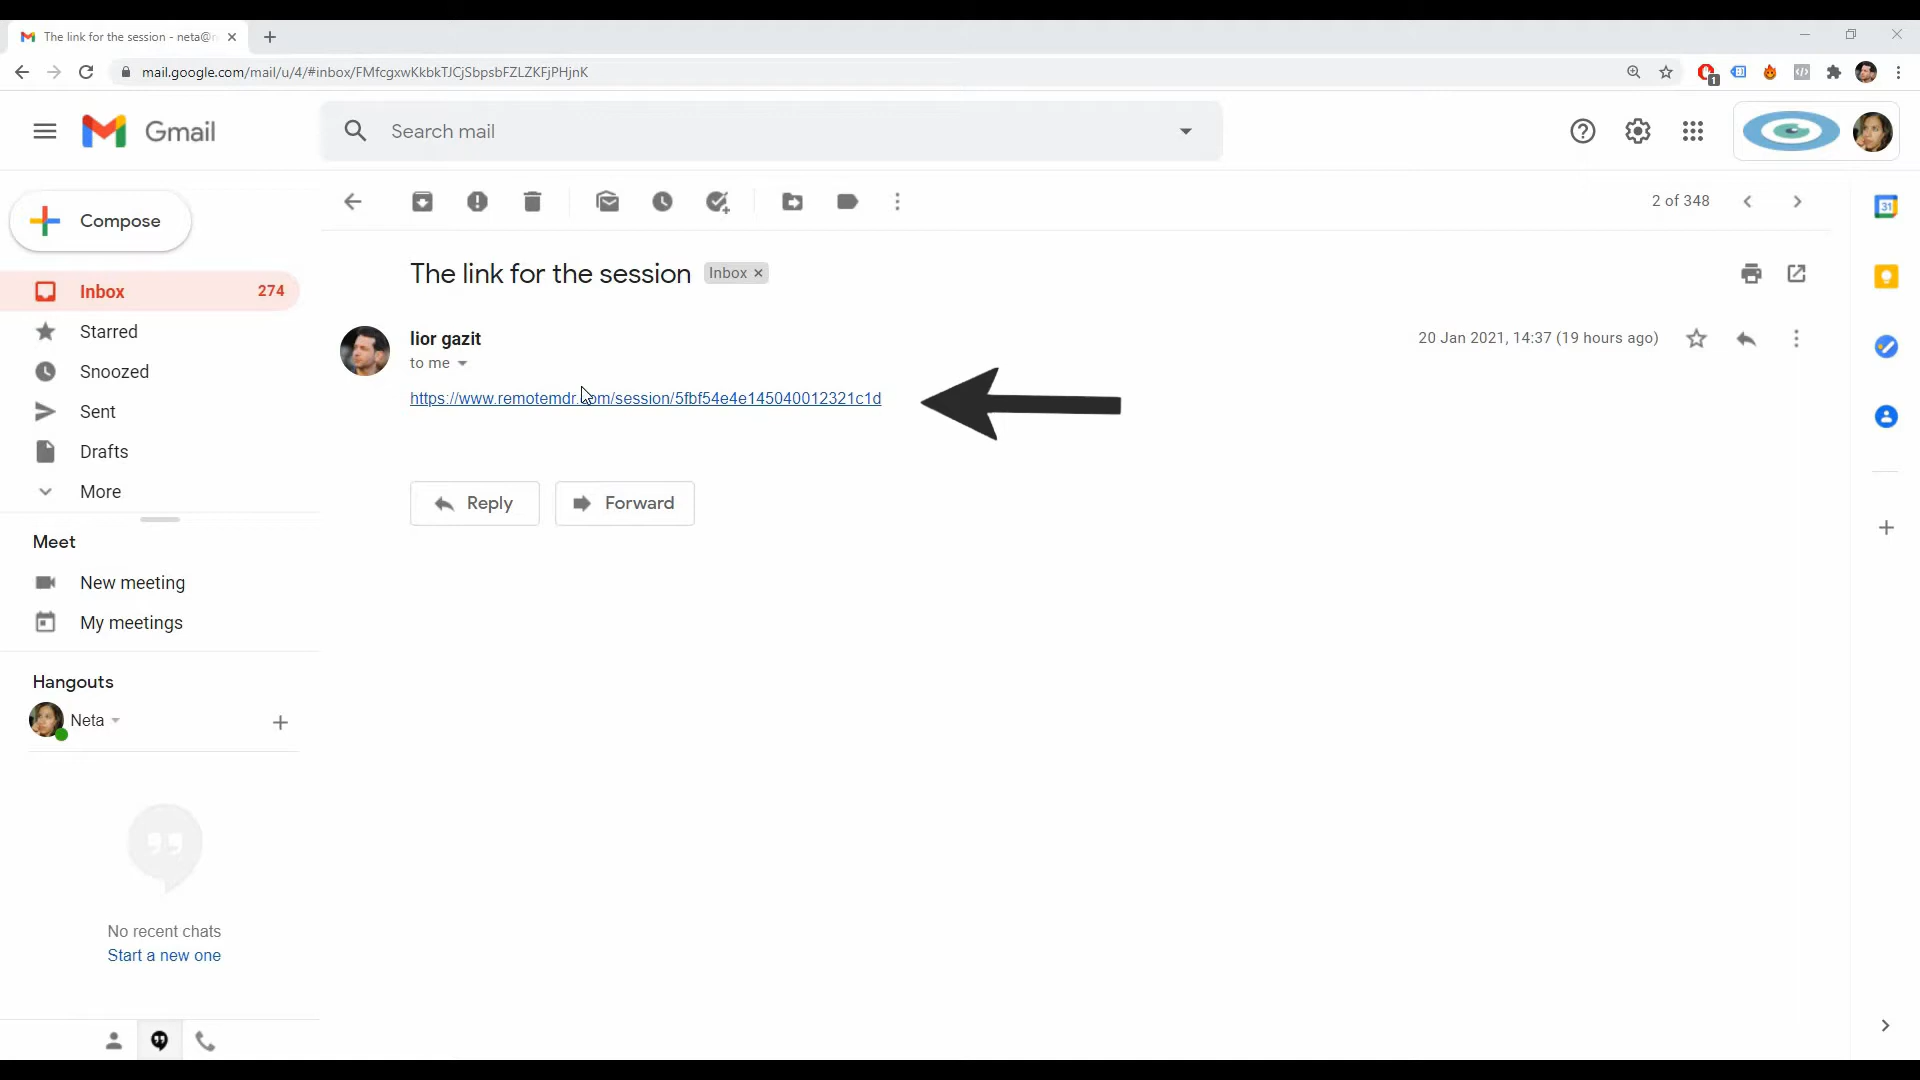 The link for the session - neta@r
mail.google.com/mail/u/4/#inbox/FMfcgxwKkbkTJCjSbpsbFZLZKFjPHjnK
1
Gmail
Search mail
Compose
2 of 348
31
The link for the session
Inbox ×
Inbox 274
Starred
Snoozed
Sent
Drafts
More
lior gazit
20 Jan 2021, 14:37 (19 hours ago)
to me
https://www.remotemdr.com/session/5fbf54e4e145040012321c1d
Reply
Forward
Meet
New meeting
My meetings
Hangouts
Neta
No recent chats
Start a new one